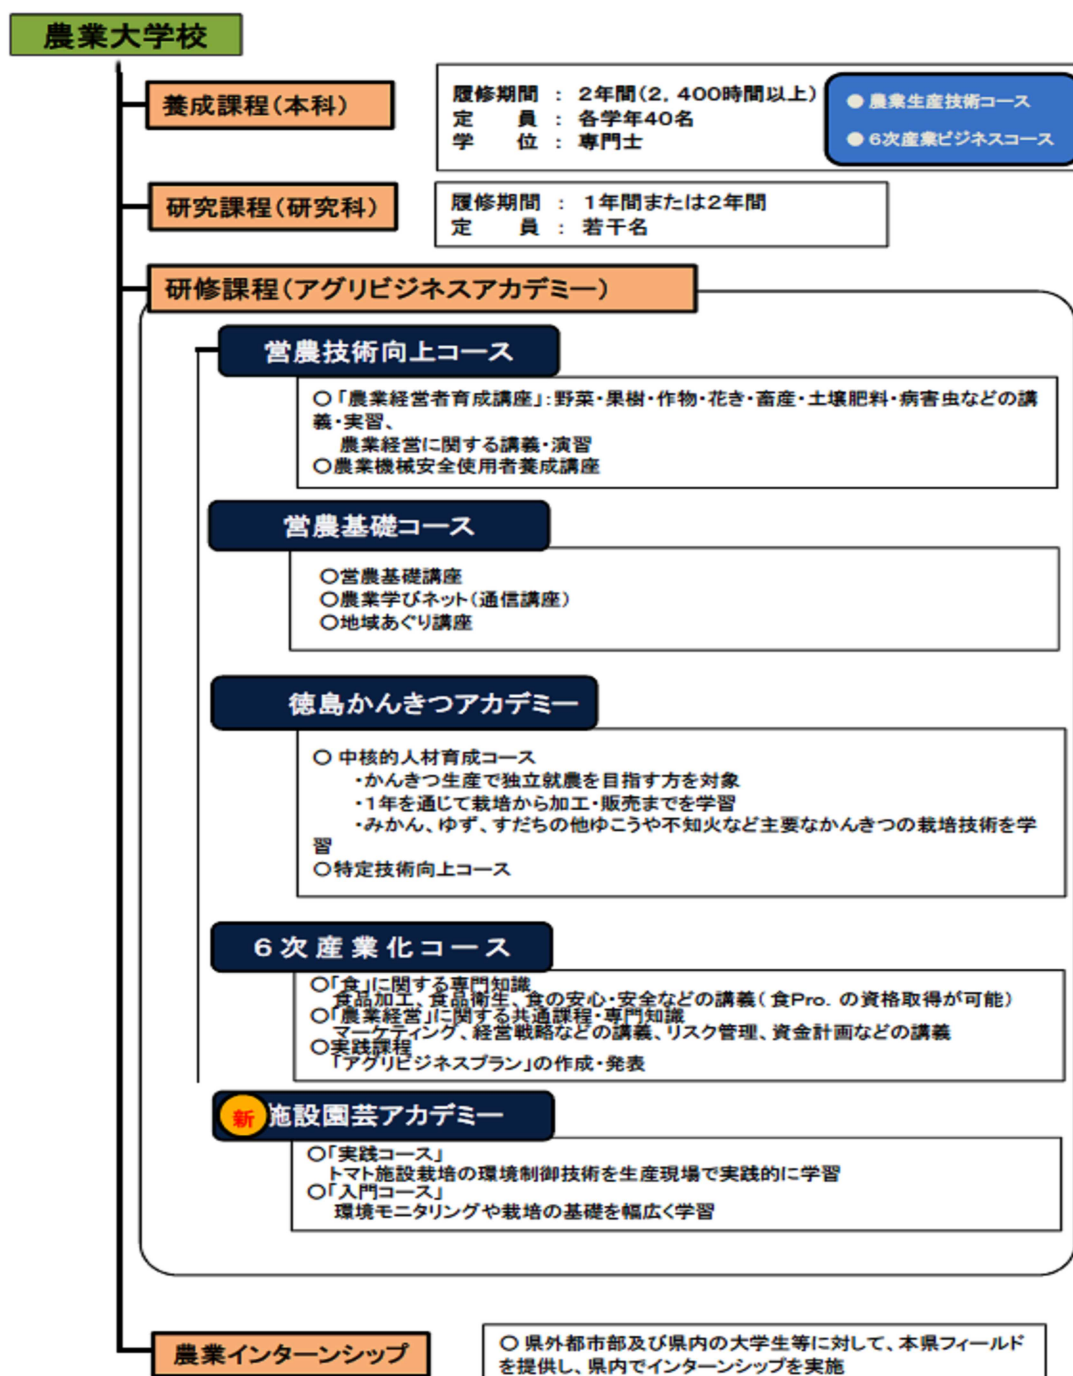 農業大学校
養成課程(本科)
履修期間 : 2年間(2,400時間以上)
定　　員 : 各学年40名
学　　位 : 専門士
● 農業生産技術コース
● 6次産業ビジネスコース
研究課程(研究科)
履修期間 : 1年間または2年間
定　　員 : 若干名
研修課程(アグリビジネスアカデミー)
営農技術向上コース
○「農業経営者育成講座」:野菜・果樹・作物・花き・畜産・土壌肥料・病害虫などの講
義・実習、
農業経営に関する講義・演習
○農業機械安全使用者養成講座
営農基礎コース
○営農基礎講座
○農業学びネット(通信講座)
○地域あぐり講座
徳島かんきつアカデミー
○ 中核的人材育成コース
・かんきつ生産で独立就農を目指す方を対象
・1年を通じて栽培から加工・販売までを学習
・みかん、ゆず、すだちの他ゆこうや不知火など主要なかんきつの栽培技術を学
習
○特定技術向上コース
6次産業化コース
○「食」に関する専門知識
食品加工、食品衛生、食の安心・安全などの講義(食Pro.の資格取得が可能)
○「農業経営」に関する共通課程・専門知識
マーケティング、経営戦略などの講義、リスク管理、資金計画などの講義
○実践課程
「アグリビジネスプラン」の作成・発表
新 施設園芸アカデミー
○「実践コース」
トマト施設栽培の環境制御技術を生産現場で実践的に学習
○「入門コース」
環境モニタリングや栽培の基礎を幅広く学習
農業インターンシップ
○ 県外都市部及び県内の大学生等に対して、本県フィールド
を提供し、県内でインターンシップを実施